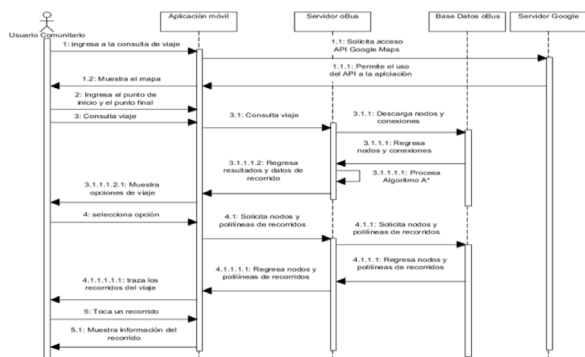 Usuario Comunitario
Aplicación móvil
Servidor oBus
Base Datos oBus
Servidor Google
1: ingresa a la consulta de viaje
1.1: Solicita acceso
API Google Maps
1.1.1: Permite el uso
del API a la aplciación
1.2: Muestra el mapa
2: Ingresa el punto de
inicio y el punto final
3: Consulta viaje
3.1: Consulta viaje
3.1.1: Descarga nodos y
conexiones
3.1.1.1: Regresa
nodos y conexiones
3.1.1.1.2: Regresa
resultados y datos de
recorrido
3.1.1.1.1: Procesa
Algoritmo A*
3.1.1.1.2.1: Muestra
opciones de viaje
4: selecciona opción
4.1: Solicita nodos y
polilíneas de recorridos
4.1.1: Solicita nodos y
polilineas de recorridos
4.1.1.1: Regresa nodos y
polilineas de recorridos
4.1.1.1.1: Regresa nodos y
polilíneas de recorridos
4.1.1.1.1.1: traza los
recorridos del viaje
5: Toca un recorrido
5.1: Muestra información del
recorrido